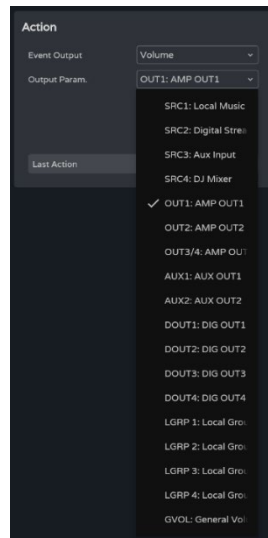 Action
Event Output Volume
Output Param. OUT1: AMP OUT1
SRC1: Local Music
SRC2: Digital Strea
SRC3: Aux Input
SRC4: DJ Mixer
Last Action
OUT1: AMP OUT1
OUT2: AMP OUT2
OUT3/4: AMP OUT
AUX1: AUX OUT1
AUX2: AUX OUT2
DOUT1: DIG OUT1
DOUT2: DIG OUT2
DOUT3: DIG OUT3
DOUT4: DIG OUT4
LGRP 1: Local Grou
LGRP 2: Local Grou
LGRP 3: Local Grou
LGRP 4: Local Grou
GVOL: General Vol